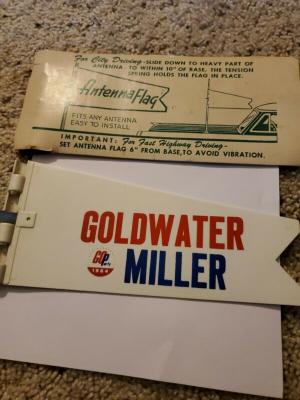 For City Driving-SLIDE DOWN TO HEAVY PART OF
ANTENNA TO WITHIN 10" OF BASE, THE TENSION
SPRING HOLDS THE FLAG IN PLACE.
AntennaFlag
FITS ANY ANTENNA
EASY TO INSTALL
IMPORTANT: For Fast Highway Driving-
SET ANTENNA FLAG 6" FROM BASE,TO AVOID VIBRATION.
GOLDWATER
GOP
1964
MILLER